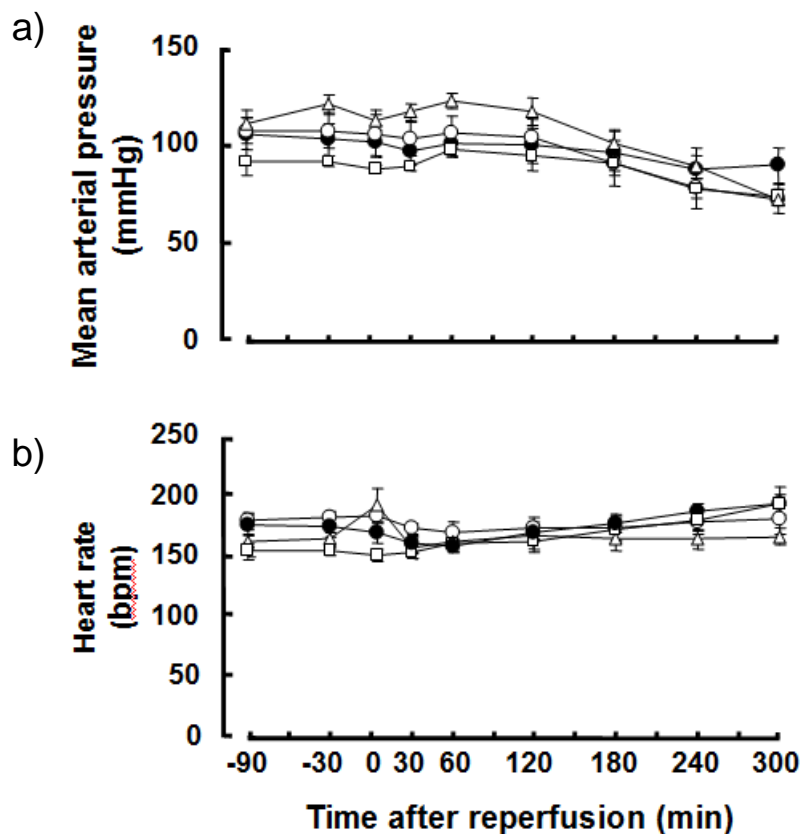 a)
Mean arterial pressure
(mmHg)
150
100
50
0
b)
Heart rate
(bpm)
250
200
150
100
50
0
-90 -30 0 30 60 120 180 240 300
Time after reperfusion (min)